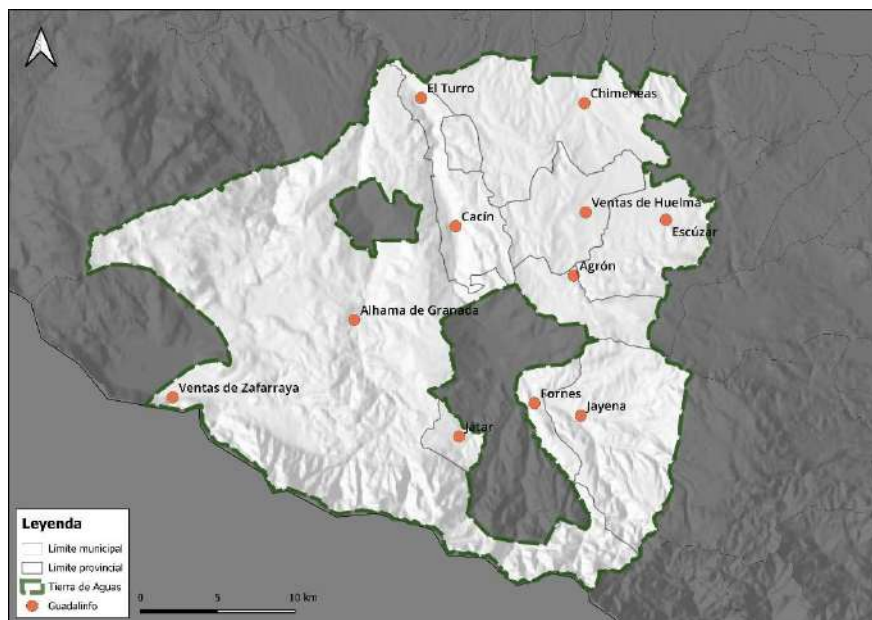 El Turro
Chimeneas
Cacín
Ventas de Huelma
Escúzar
Agrón
Alhama de Granada
Ventas de Zafarraya
Fornes
Jayena
Játar
Leyenda
Límite municipal
Límite provincial
Tierra de Aguas
Guadalinfo
0 5 10 km